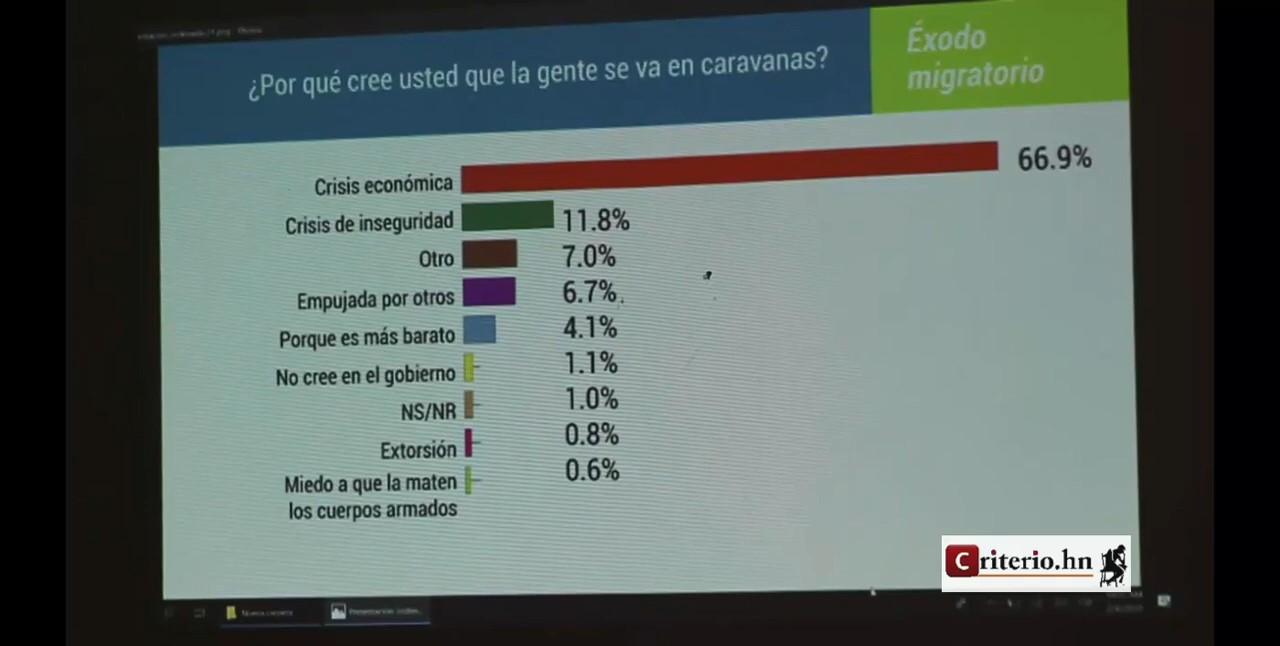 ¿Por qué cree usted que la gente se va en caravanas?
Éxodo
migratorio
Crisis económica 66.9%
Crisis de inseguridad 11.8%
Otro 7.0%
Empujada por otros 6.7%
Porque es más barato 4.1%
No cree en el gobierno 1.1%
NS/NR 1.0%
Extorsión 0.8%
Miedo a que la maten 0.6%
los cuerpos armados
Criterio.hn